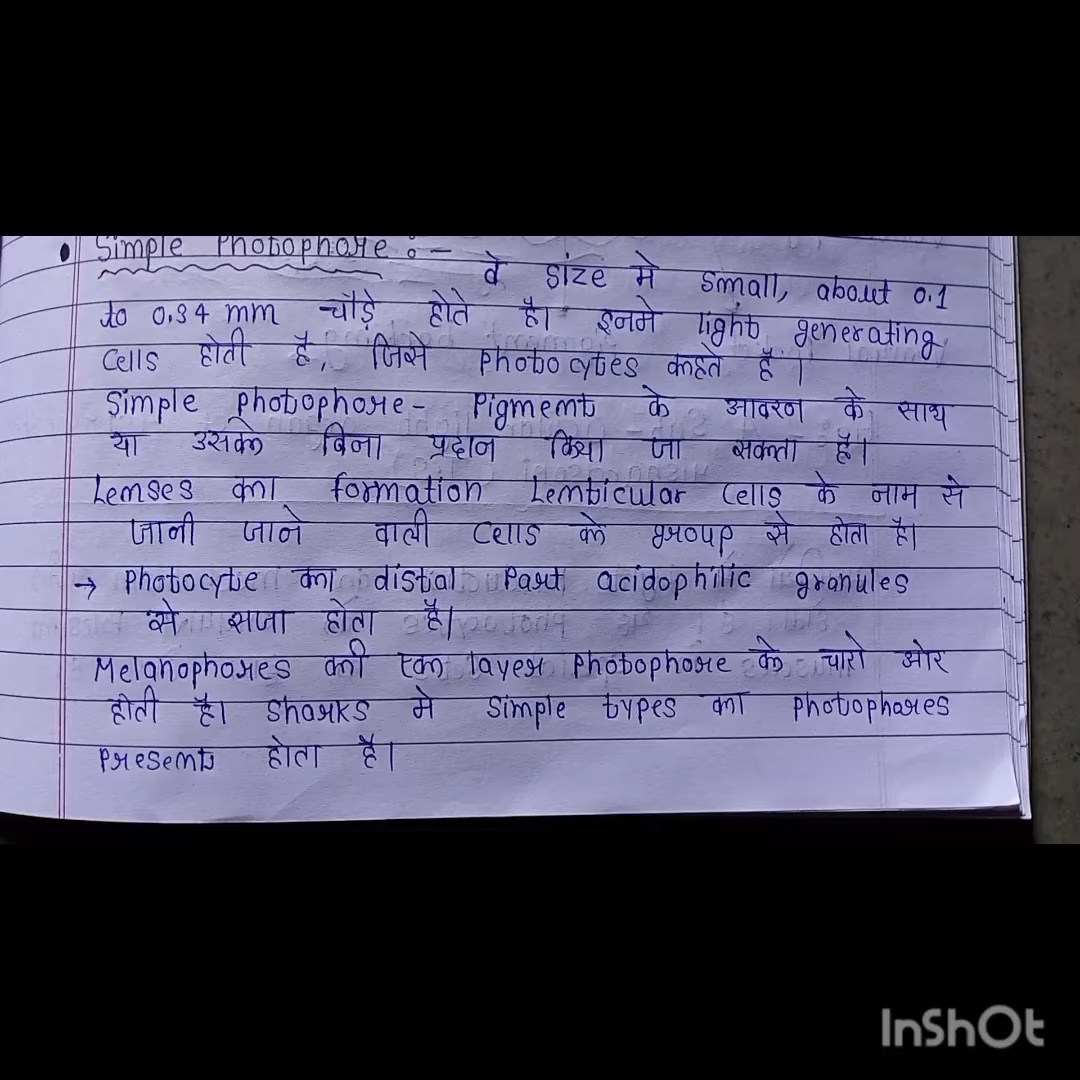 • Simple Photophore :-
वे size मे small, about 0.1
to 0.34 mm चौड़े होते है। इनमे light generating
cells होती है, जिसे photocytes कहते है।
Simple photophore - Pigment के आवरन के साथ
या उसके बिना प्रदान किया जा सकता है।
Lenses का formation Lenticular cells के नाम से
जानी जाने वाली cells के group से होता है।
→ Photocyte का distal Part acidophilic granules
से सजा होता है।
Melanophores की एक layer photophore के चारो ओर
होती है। Sharks मे simple types का photophores
Present होता है।
InShOt